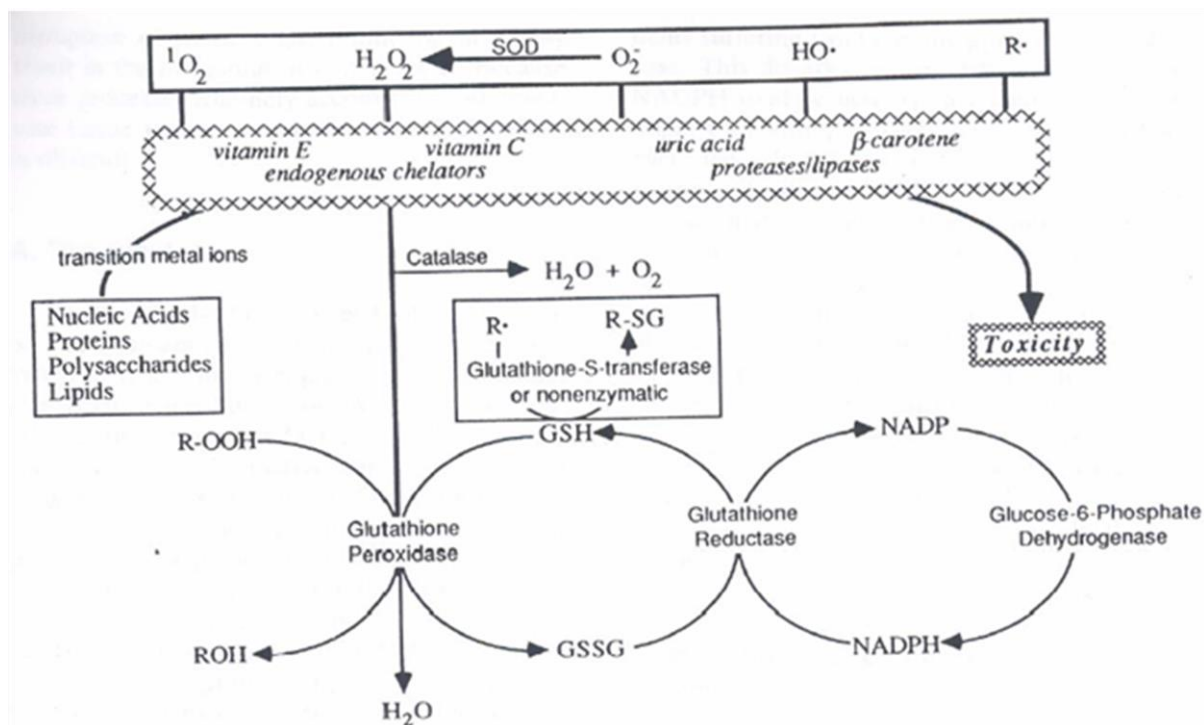 ¹O₂ H₂O₂ SOD O₂⁻ HO• R•
vitamin E vitamin C uric acid β-carotene
endogenous chelators proteases/lipases
transition metal ions
Catalase H₂O + O₂
Nucleic Acids
Proteins
Polysaccharides
Lipids
R• R-SG
Glutathione-S-transferase
or nonenzymatic
Toxicity
R-OOH GSH NADP
Glutathione
Peroxidase
Glutathione
Reductase
Glucose-6-Phosphate
Dehydrogenase
ROH GSSG NADPH
H₂O